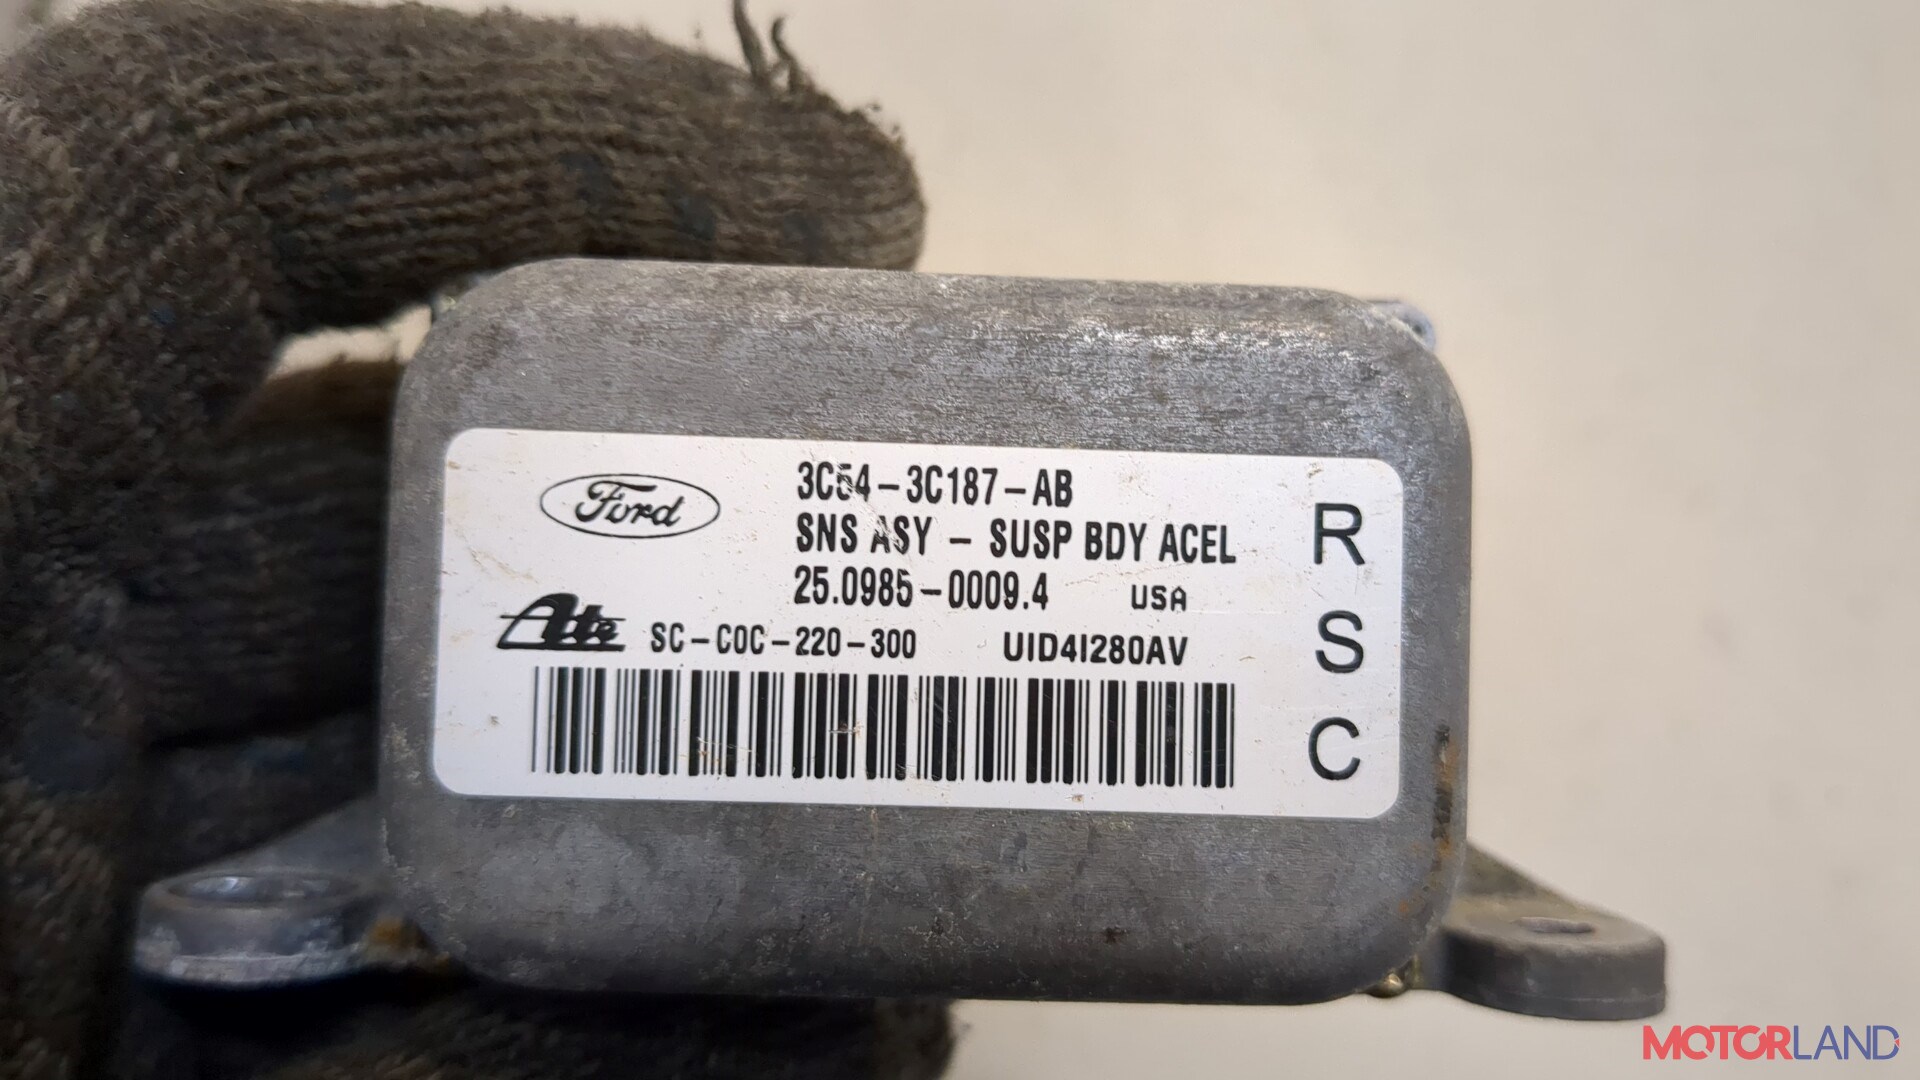 Ford
3C54-3C187-AB
SNS ASY - SUSP BDY ACEL
25.0985-0009.4 USA
Ate SC-COC-220-300 UID4I280AV
R
S
C
MOTORLAND